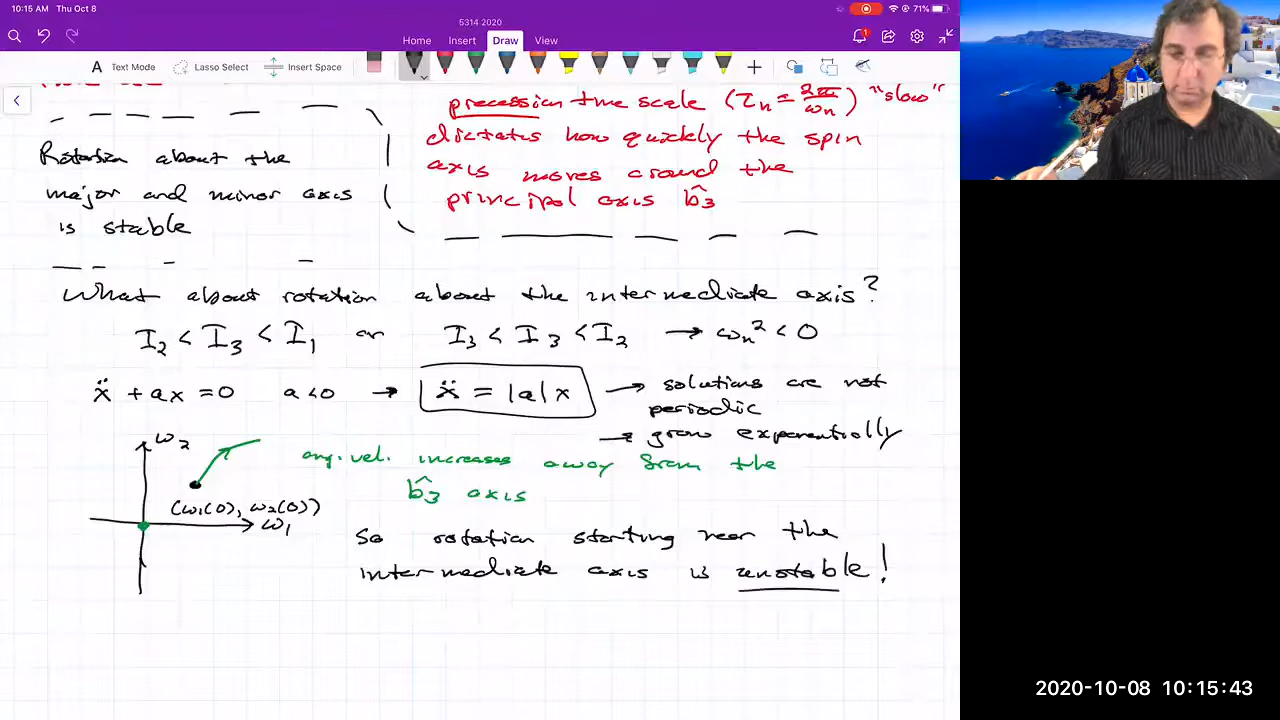 10:15 AM Thu Oct 8
71%
5314 2020
Home Insert Draw View
Text Mode
Lasso Select
Insert Space
precession time scale (τn = 2π/ωn) "slow"
dictates how quickly the spin
axis moves around the
principal axis b̂3
Rotation about the
major and minor axis
is stable
What about rotation about the intermediate axis?
I2 < I3 < I1 or I3 < I3 < I2 → ωn² < 0
ẍ + ax = 0 a<0 → ẍ = |a|x → solutions are not
periodic
→ grow exponentially
ω2
ang. vel. increases away from the
b̂3 axis
(ω1(0), ω2(0))
ω1
So rotation starting near the
intermediate axis is unstable!
2020-10-08 10:15:43